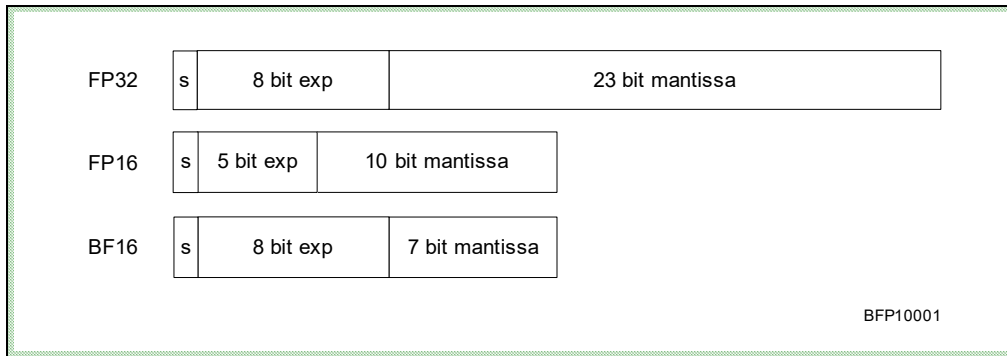 FP32 s 8 bit exp 23 bit mantissa
FP16 s 5 bit exp 10 bit mantissa
BF16 s 8 bit exp 7 bit mantissa
BFP10001